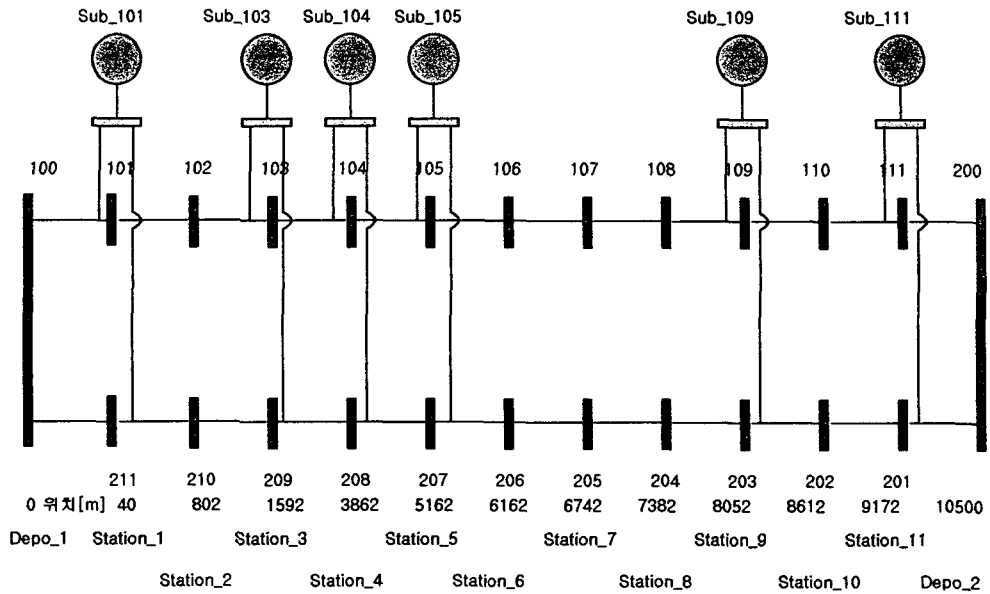 Sub_101 Sub_103 Sub_104 Sub_105 Sub_109 Sub_111
100 101 102 103 104 105 106 107 108 109 110 111 200
211 210 209 208 207 206 205 204 203 202 201
0 위치[m] 40 802 1592 3862 5162 6162 6742 7382 8052 8612 9172 10500
Depo_1 Station_1 Station_3 Station_5 Station_7 Station_9 Station_11
Station_2 Station_4 Station_6 Station_8 Station_10 Depo_2